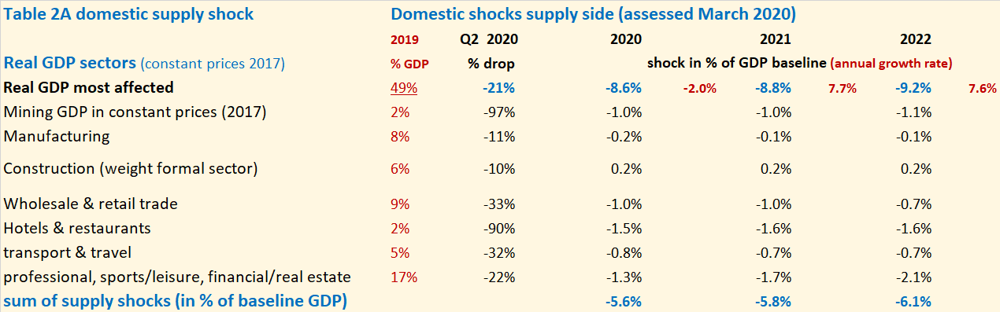 Table 2A domestic supply shock Domestic shocks supply side (assessed March 2020)
2019 Q2 2020 2020 2021 2022
Real GDP sectors (constant prices 2017) % GDP % drop shock in % of GDP baseline (annual growth rate)
Real GDP most affected 49% -21% -8.6% -2.0% -8.8% 7.7% -9.2% 7.6%
Mining GDP in constant prices (2017) 2% -97% -1.0% -1.0% -1.1%
Manufacturing 8% -11% -0.2% -0.1% -0.1%
Construction (weight formal sector) 6% -10% 0.2% 0.2% 0.2%
Wholesale & retail trade 9% -33% -1.0% -1.0% -0.7%
Hotels & restaurants 2% -90% -1.5% -1.6% -1.6%
transport & travel 5% -32% -0.8% -0.7% -0.7%
professional, sports/leisure, financial/real estate 17% -22% -1.3% -1.7% -2.1%
sum of supply shocks (in % of baseline GDP) -5.6% -5.8% -6.1%